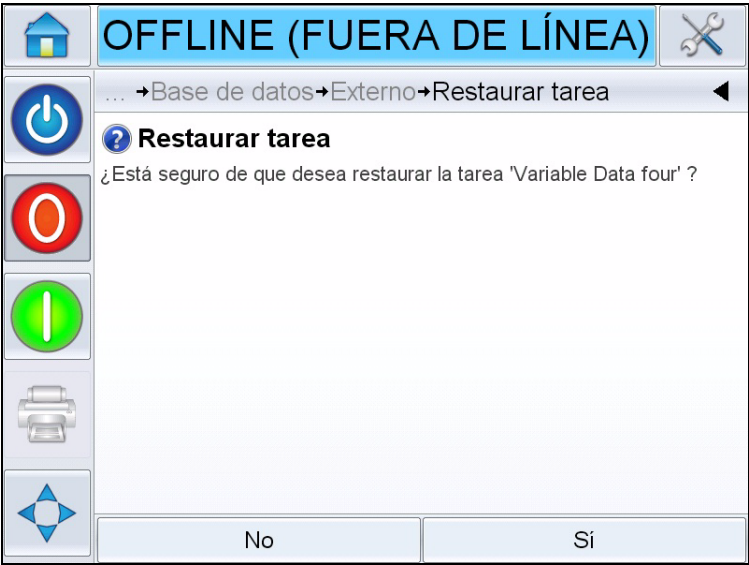 OFFLINE (FUERA DE LÍNEA)
... →Base de datos→Externo→Restaurar tarea
Restaurar tarea
¿Está seguro de que desea restaurar la tarea 'Variable Data four' ?
No
Sí